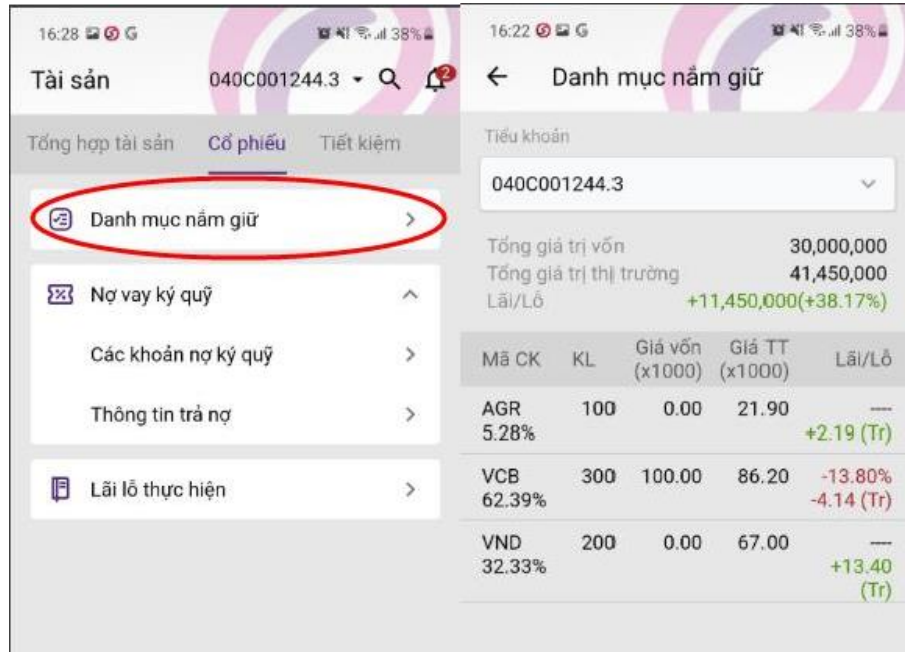 16:28 G 38%
Tài sản 040C001244.3 2
Tổng hợp tài sản Cổ phiếu Tiết kiệm
Danh mục nắm giữ
Nợ vay ký quỹ
Các khoản nợ ký quỹ
Thông tin trả nợ
Lãi lỗ thực hiện
16:22 G 38%
Danh mục nắm giữ
Tiểu khoản
040C001244.3
Tổng giá trị vốn 30,000,000
Tổng giá trị thị trường 41,450,000
Lãi/Lỗ +11,450,000(+38.17%)
Mã CK KL Giá vốn (x1000) Giá TT (x1000) Lãi/Lỗ
AGR 100 0.00 21.90 ----
5.28% +2.19 (Tr)
VCB 300 100.00 86.20 -13.80%
62.39% -4.14 (Tr)
VND 200 0.00 67.00 ----
32.33% +13.40
(Tr)